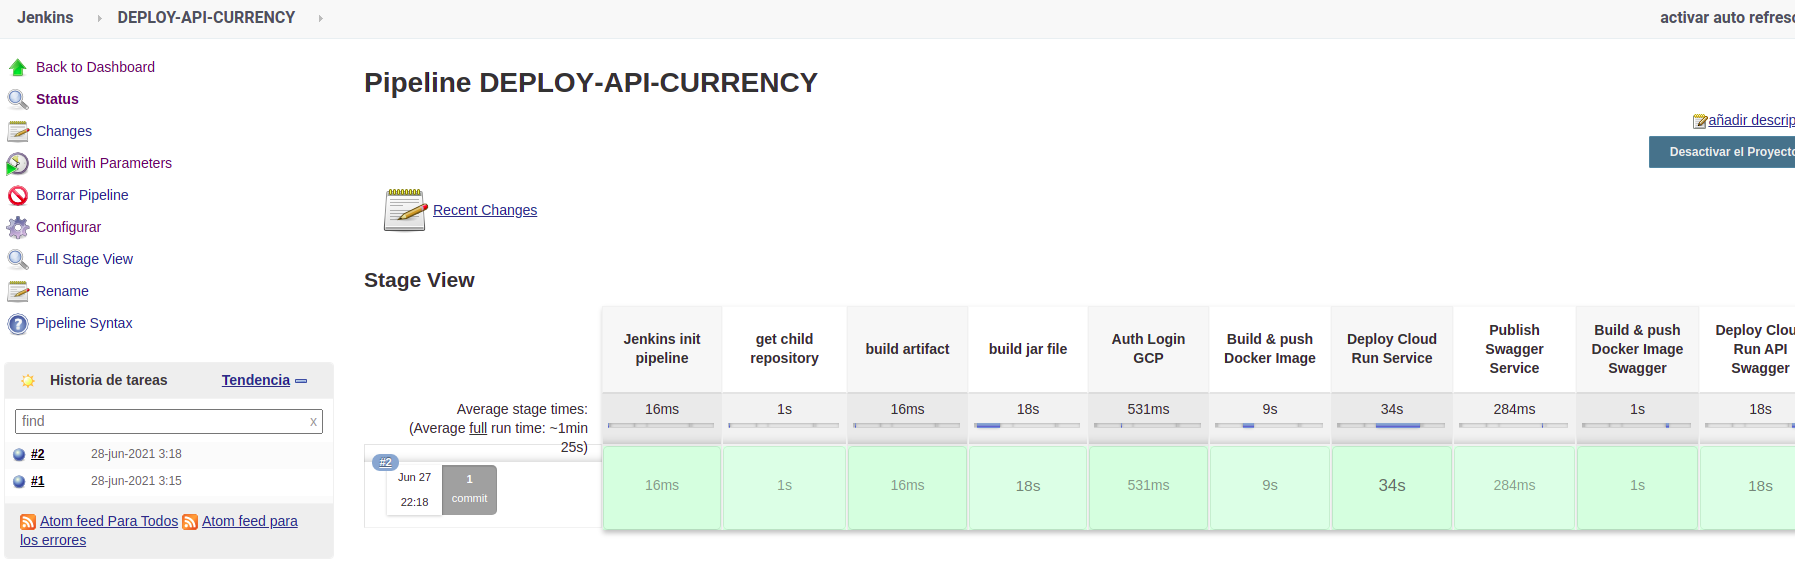 Jenkins
DEPLOY-API-CURRENCY
activar auto refresc
Back to Dashboard
Status
Changes
Build with Parameters
Borrar Pipeline
Configurar
Full Stage View
Rename
Pipeline Syntax
Historia de tareas
Tendencia
find x
#2 28-jun-2021 3:18
#1 28-jun-2021 3:15
Atom feed Para Todos Atom feed para
los errores
Pipeline DEPLOY-API-CURRENCY
añadir descrip
Desactivar el Proyecto
Recent Changes
Stage View
Jenkins init
pipeline
get child
repository
build artifact
build jar file
Auth Login
GCP
Build & push
Docker Image
Deploy Cloud
Run Service
Publish
Swagger
Service
Build & push
Docker Image
Swagger
Deploy Clou
Run API
Swagger
Average stage times:
(Average full run time: ~1min
25s)
16ms 1s 16ms 18s 531ms 9s 34s 284ms 1s 18s
#2
Jun 27
22:18
1
commit
16ms 1s 16ms 18s 531ms 9s 34s 284ms 1s 18s